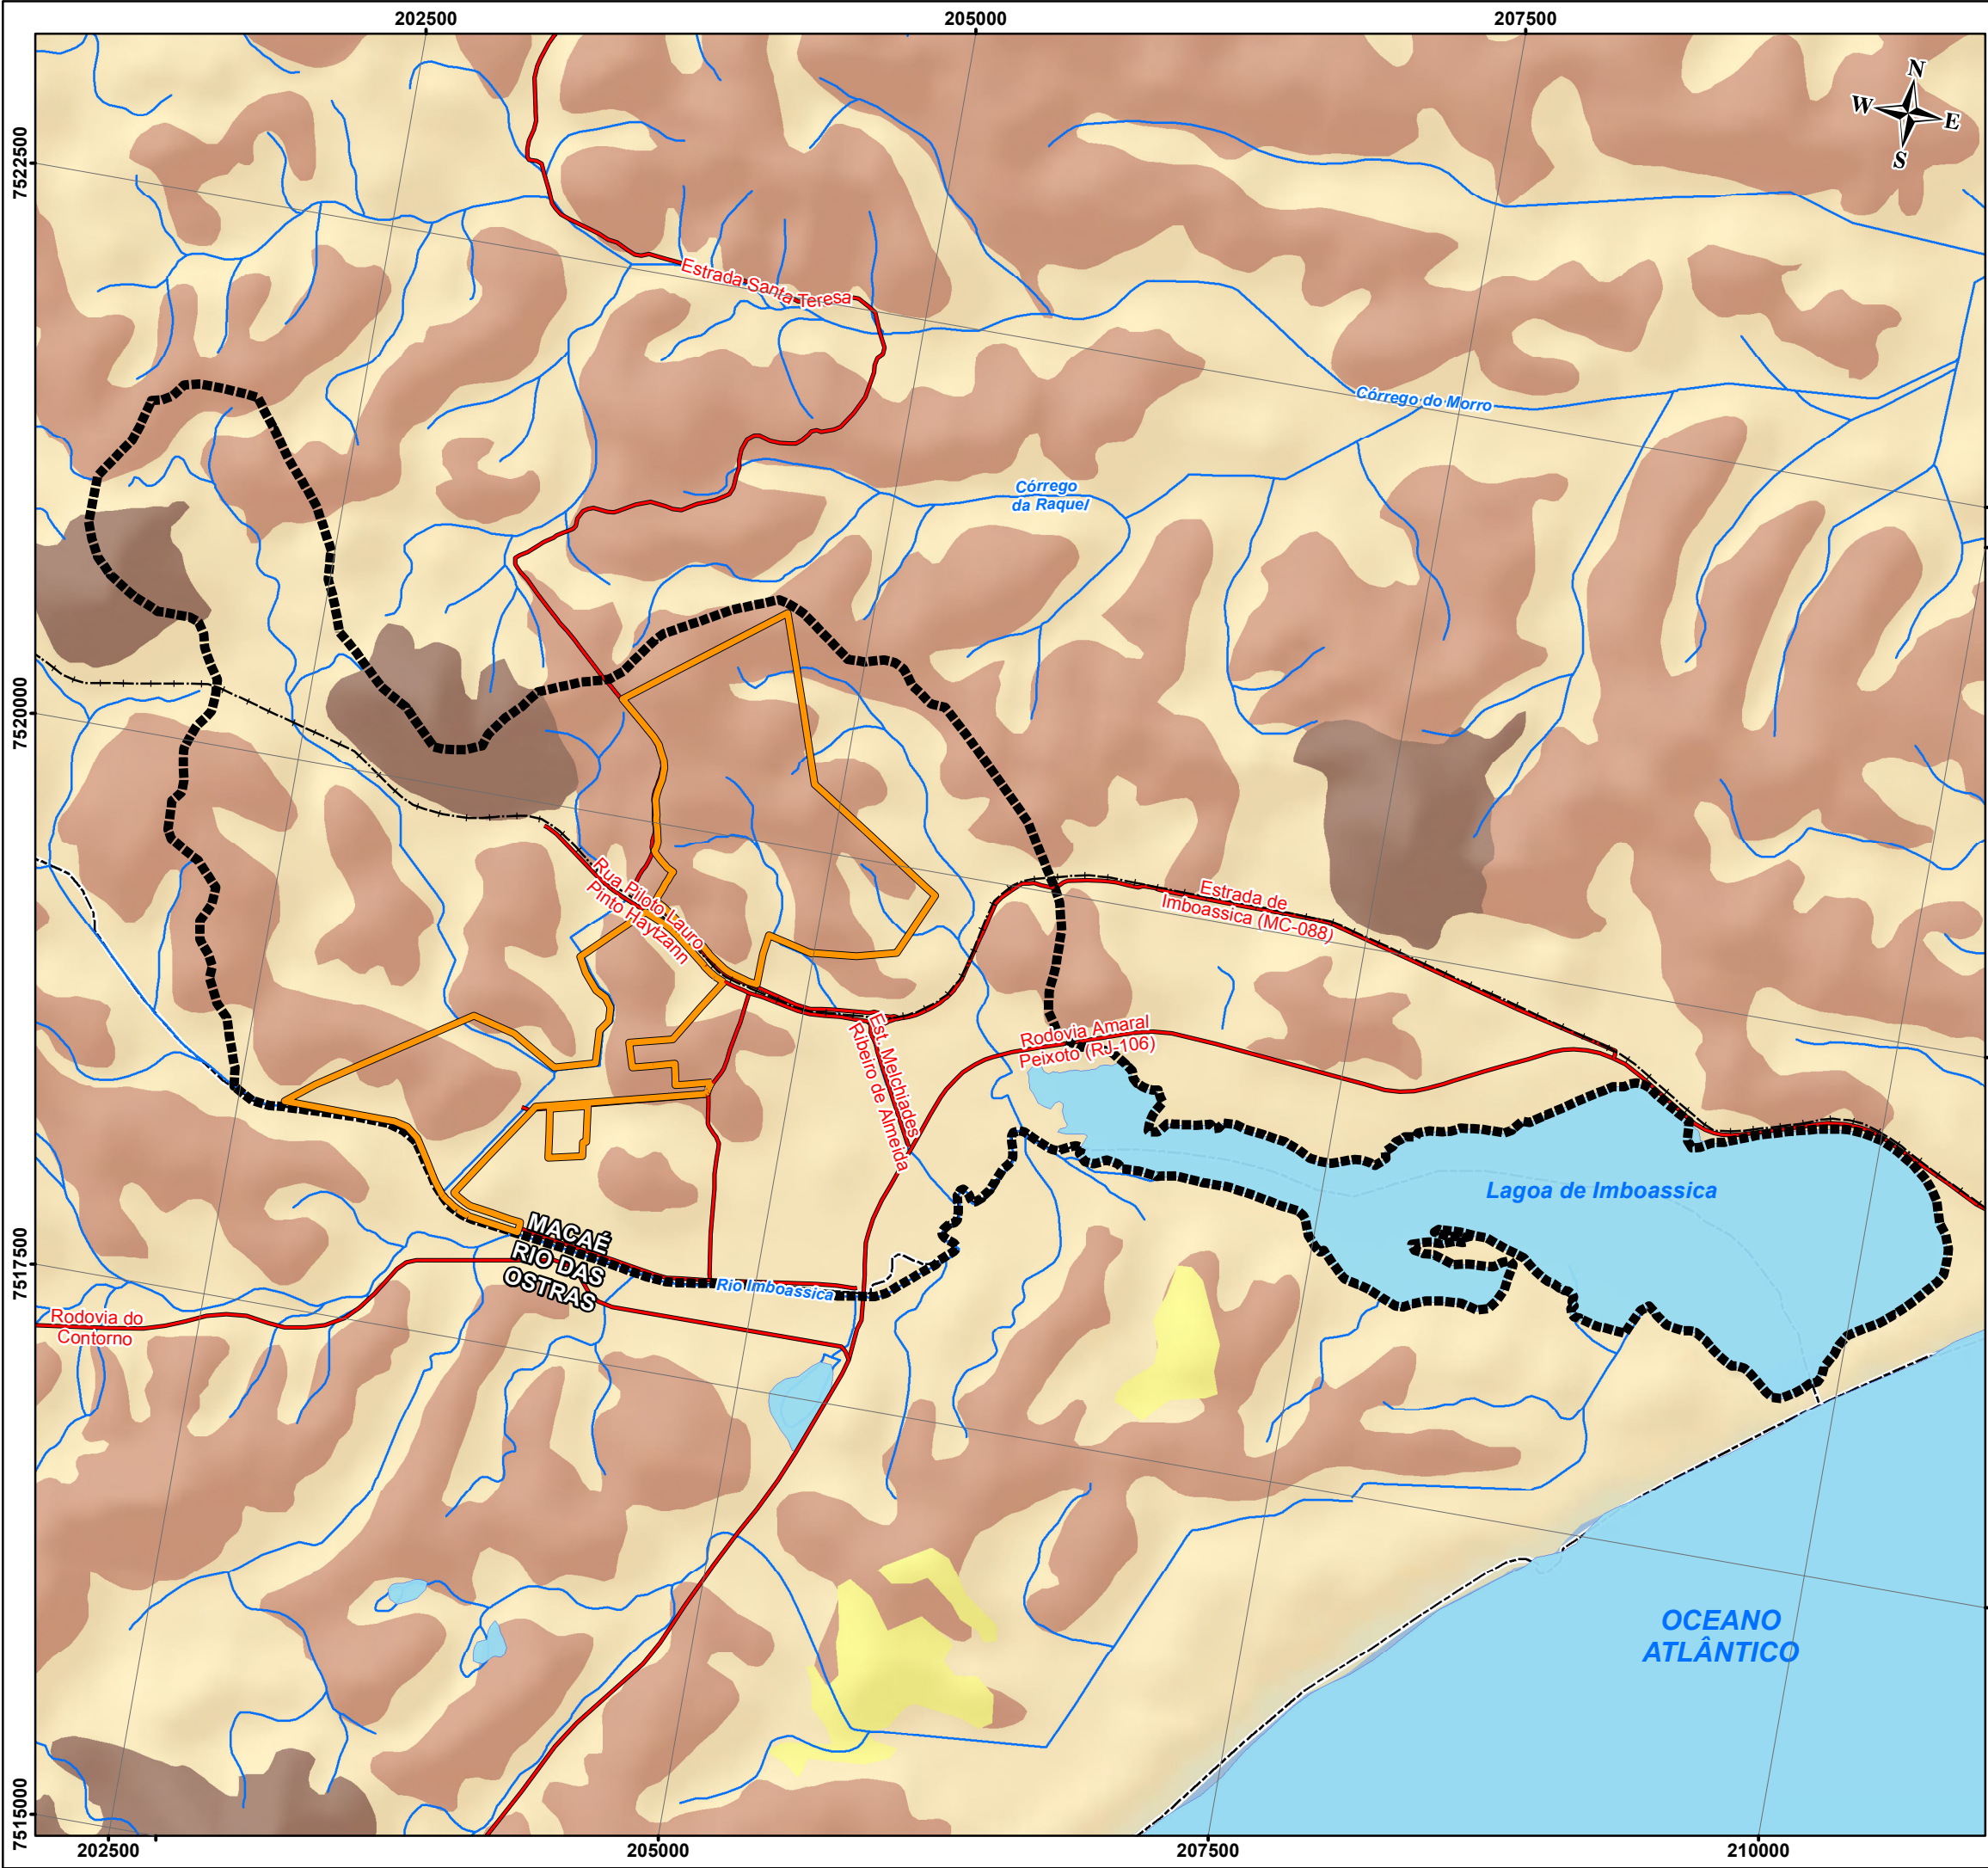 202500
205000
207500
N
W
E
S
7522500
Estrada Santa Teresa
Córrego do Morro
Córrego
da Raquel
7520000
Rua Piloto Lauro
Pinto Haytzann
Estrada de
Imboassica (MC-088)
Rodovia Amaral
Peixoto (RJ-106)
Est. Melchiades
Ribeiro de Almeida
Lagoa de Imboassica
7517500
MACAÉ
RIO DAS
OSTRAS
Rio Imboassica
Rodovia do
Contorno
OCEANO
ATLÂNTICO
7515000
202500
205000
207500
210000